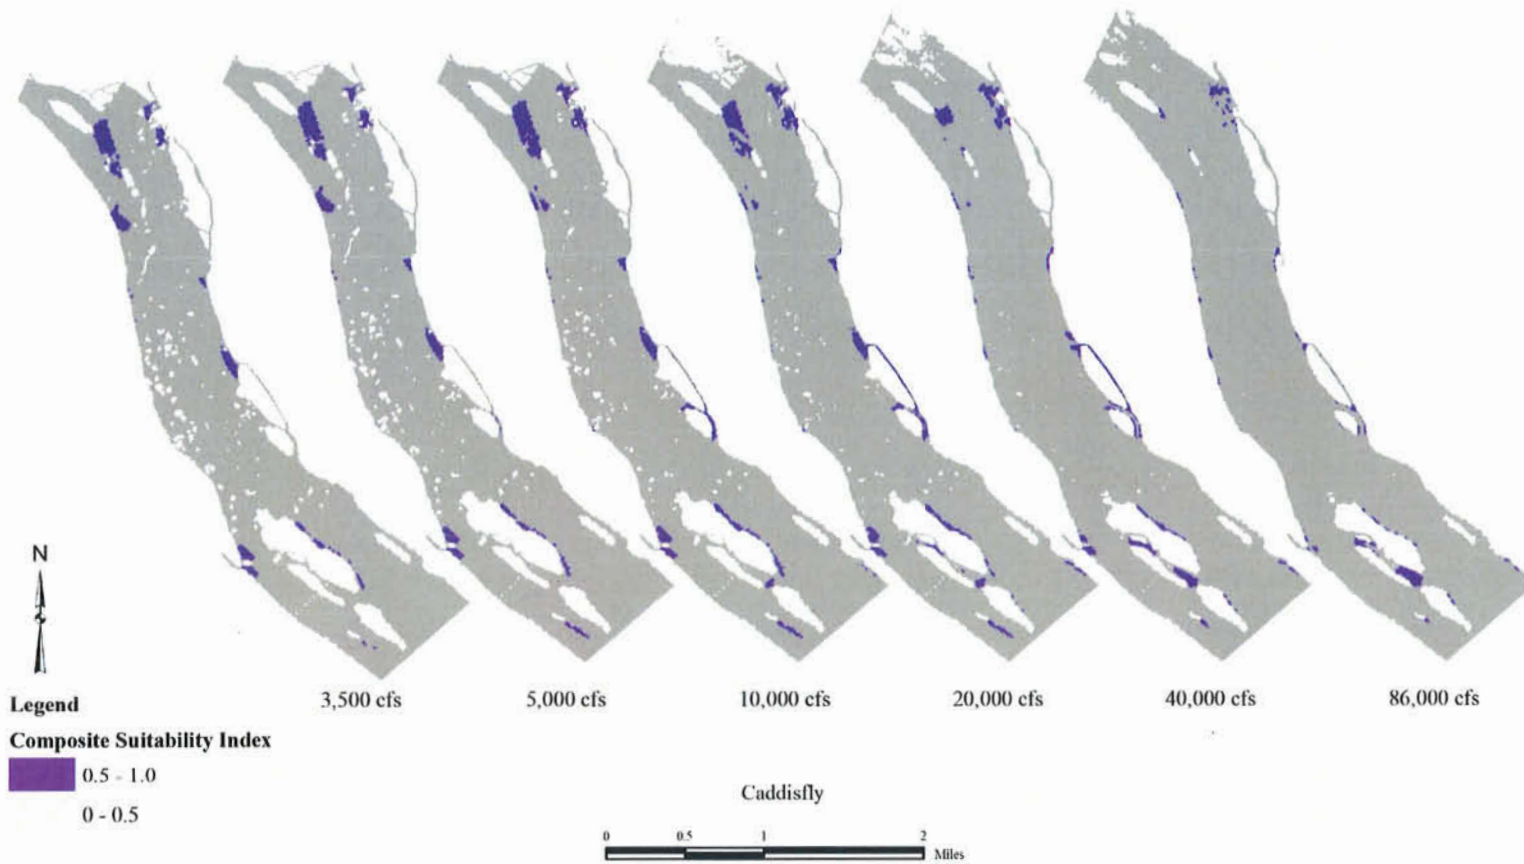 N
3,500 cfs 5,000 cfs 10,000 cfs 20,000 cfs 40,000 cfs 86,000 cfs
Legend
Composite Suitability Index
0.5 - 1.0
0 - 0.5
Caddisfly
0 0.5 1 2
Miles